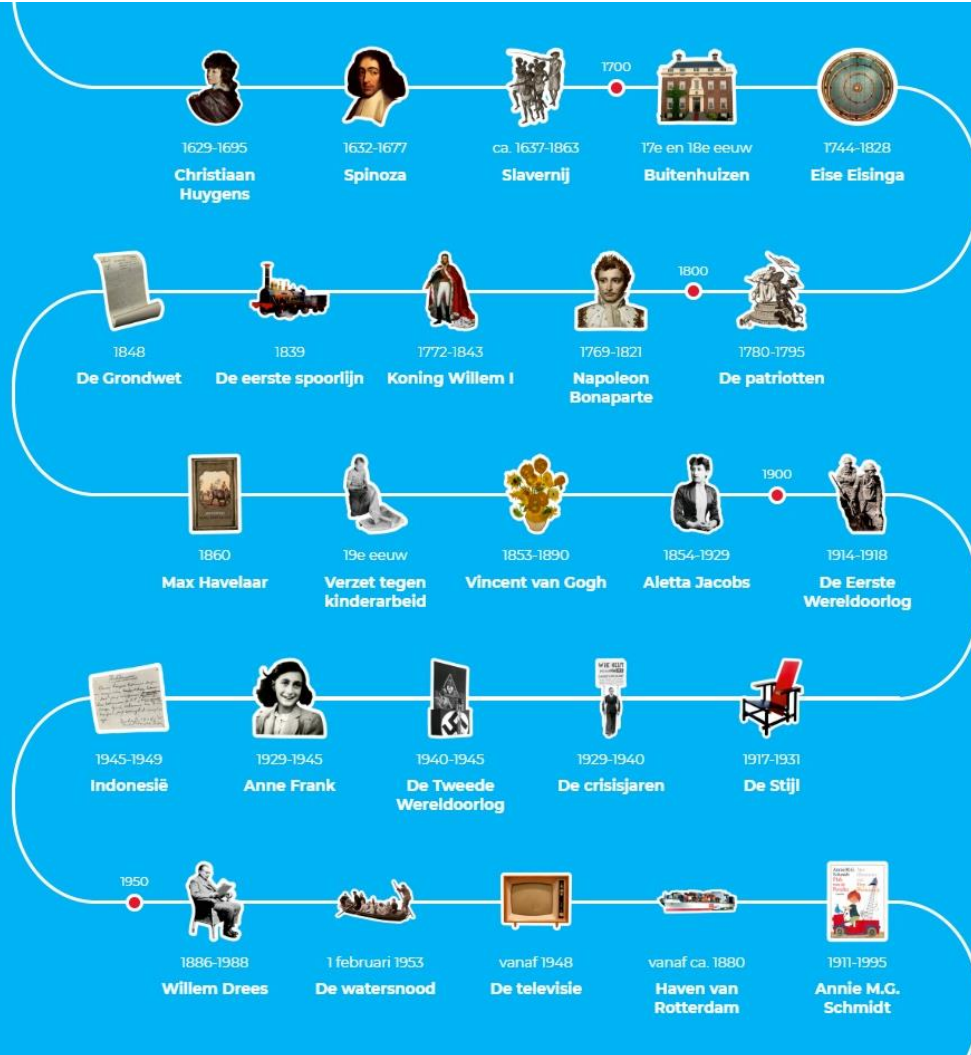 1629-1695
Christiaan
Huygens
1632-1677
Spinoza
ca. 1637-1863
Slavernij
1700
17e en 18e eeuw
Buitenhuizen
1744-1828
Eise Eisinga
1848
De Grondwet
1839
De eerste spoorlijn
1772-1843
Koning Willem I
1769-1821
Napoleon
Bonaparte
1800
1780-1795
De patriotten
1860
Max Havelaar
19e eeuw
Verzet tegen
kinderarbeid
1853-1890
Vincent van Gogh
1854-1929
Aletta Jacobs
1900
1914-1918
De Eerste
Wereldoorlog
1945-1949
Indonesië
1929-1945
Anne Frank
1940-1945
De Tweede
Wereldoorlog
1929-1940
De crisisjaren
1917-1931
De Stijl
1950
1886-1988
Willem Drees
1 februari 1953
De watersnood
vanaf 1948
De televisie
vanaf ca. 1880
Haven van
Rotterdam
1911-1995
Annie M.G.
Schmidt